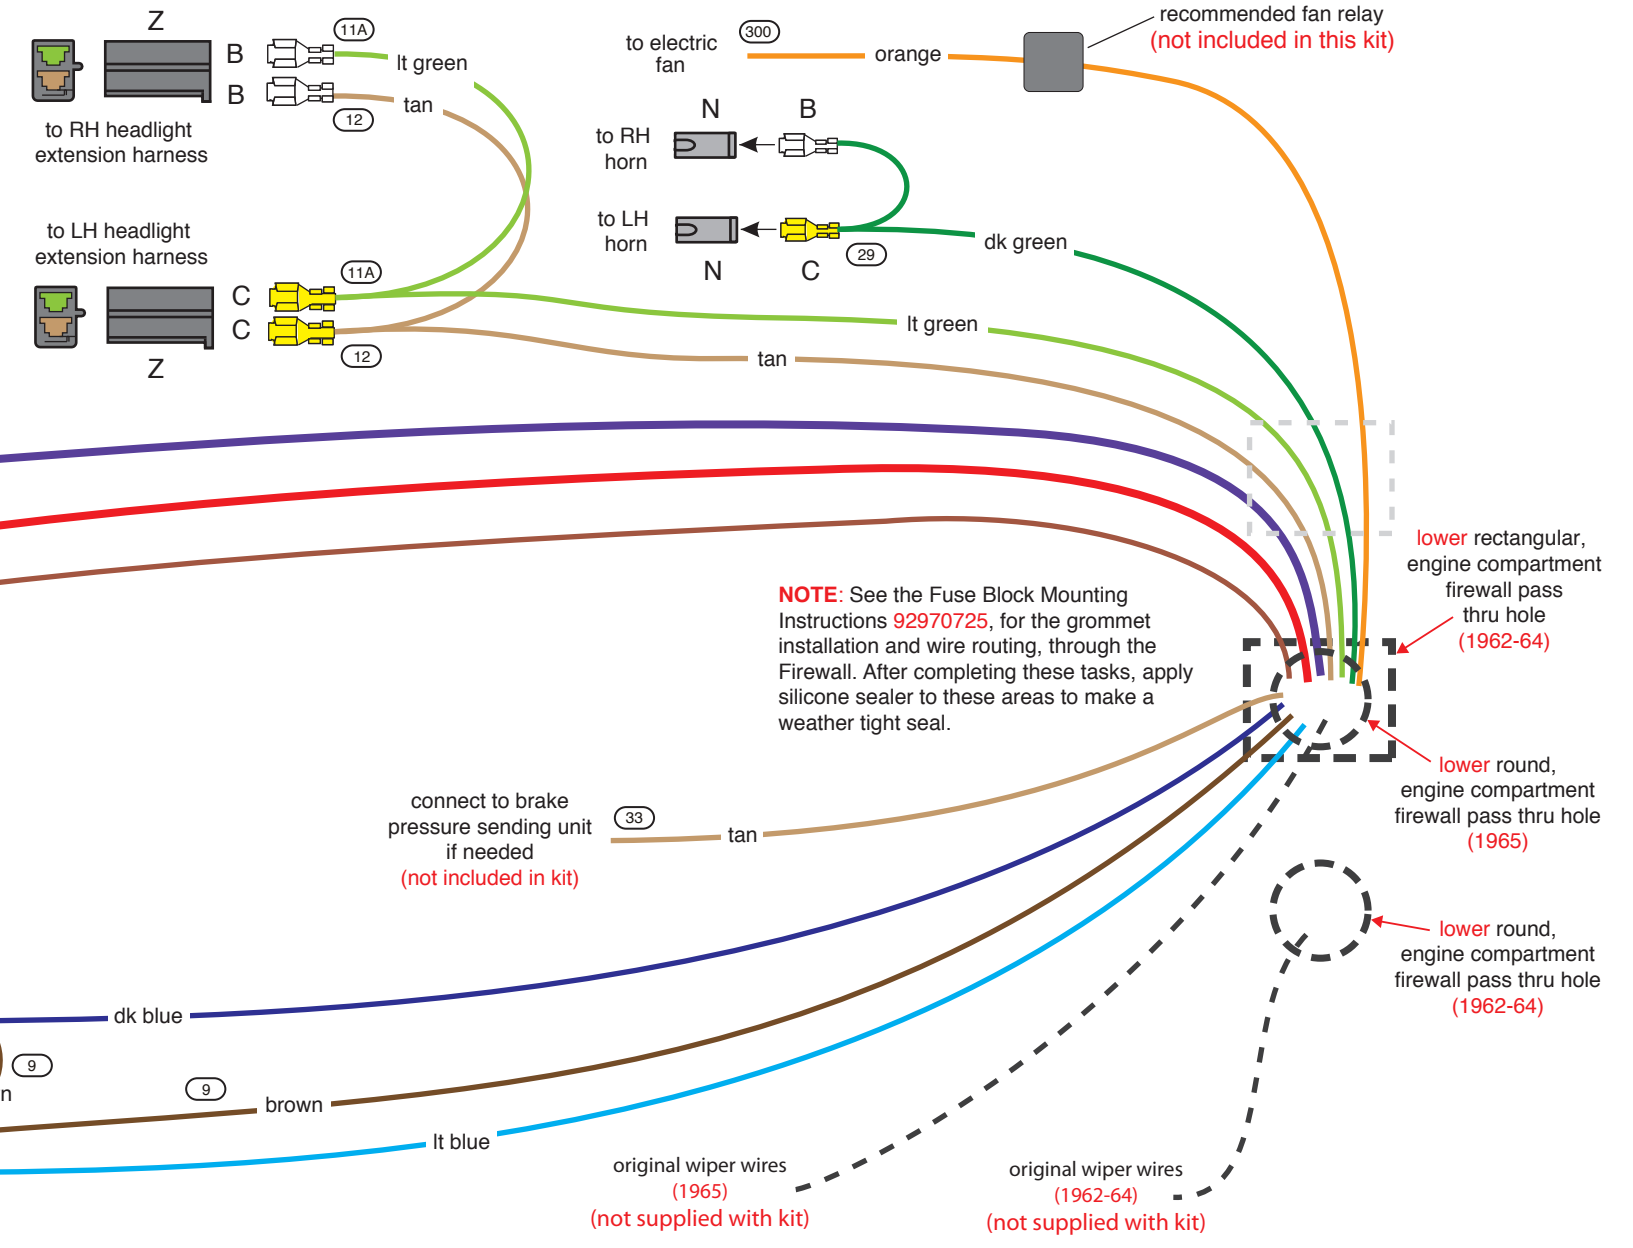 Z
B
11A
lt green
B
tan
12
to RH headlight
extension harness
to LH headlight
extension harness
11A
C
C
12
Z
lt green
tan
to electric
fan
300
orange
recommended fan relay
(not included in this kit)
N
B
to RH
horn
to LH
horn
N
C
29
dk green
NOTE: See the Fuse Block Mounting
Instructions 92970725, for the grommet
installation and wire routing, through the
Firewall. After completing these tasks, apply
silicone sealer to these areas to make a
weather tight seal.
lower rectangular,
engine compartment
firewall pass
thru hole
(1962-64)
lower round,
engine compartment
firewall pass thru hole
(1965)
lower round,
engine compartment
firewall pass thru hole
(1962-64)
connect to brake
pressure sending unit
if needed
(not included in kit)
33
tan
dk blue
9
n
9
brown
lt blue
original wiper wires
(1965)
(not supplied with kit)
original wiper wires
(1962-64)
(not supplied with kit)